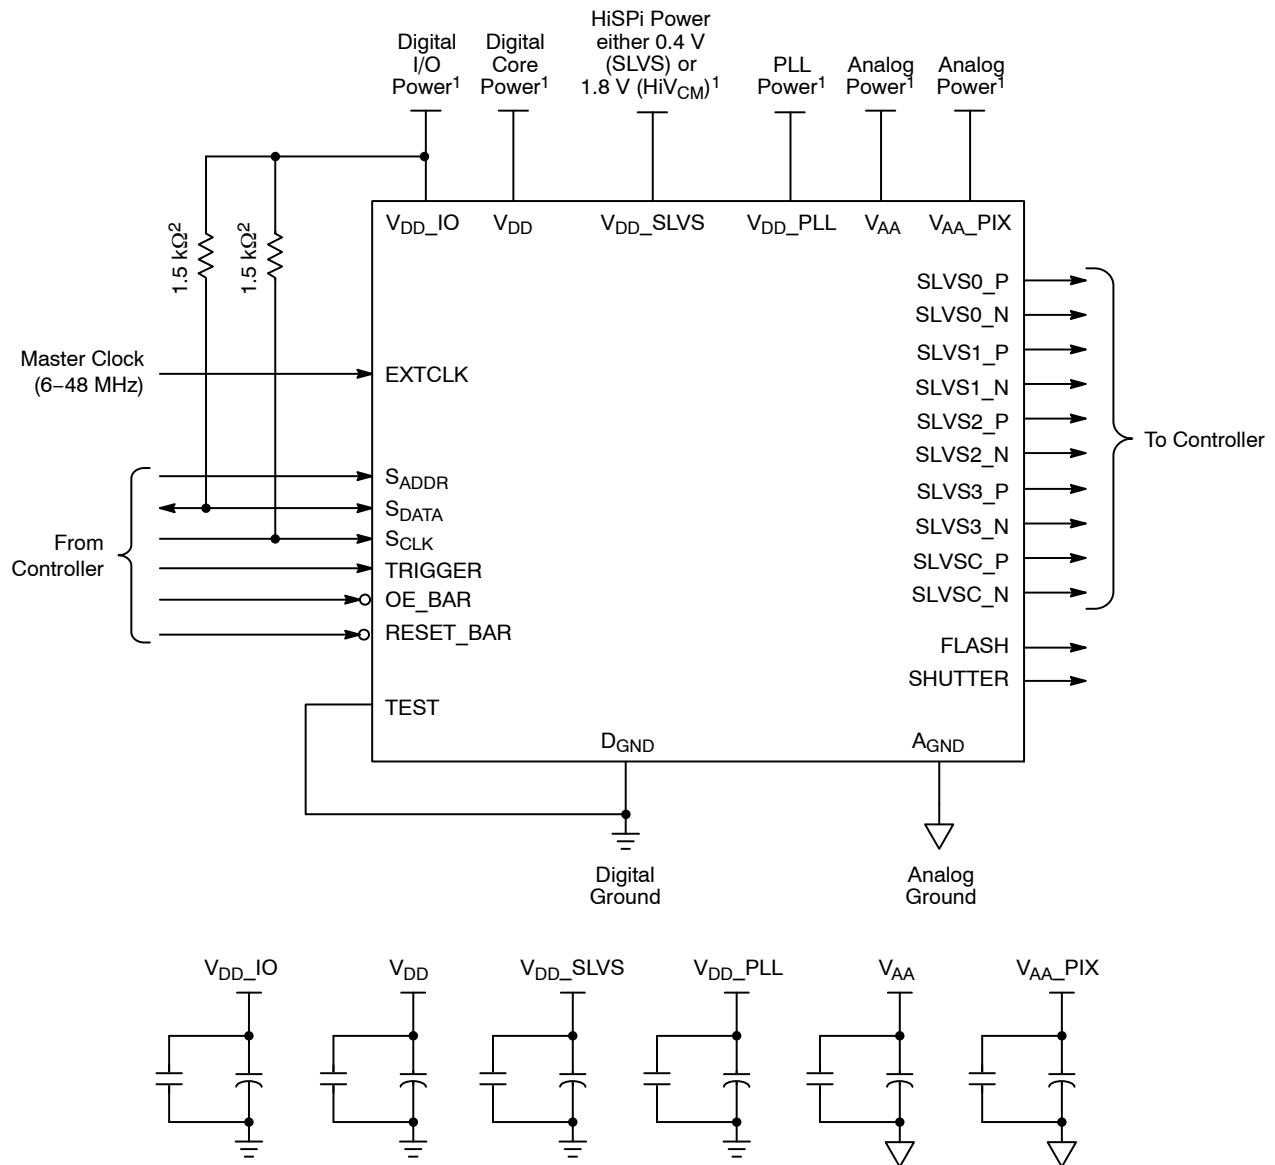 Digital
I/O
Power1
Digital
Core
Power1
HiSPi Power
either 0.4 V
(SLVS) or
1.8 V (HiVCM)1
PLL
Power1
Analog
Power1
Analog
Power1
VDD_IO
VDD
VDD_SLVS
VDD_PLL
VAA
VAA_PIX
1.5 kΩ2
1.5 kΩ2
Master Clock
(6–48 MHz)
EXTCLK
From
Controller
SADDR
SDATA
SCLK
TRIGGER
OE_BAR
RESET_BAR
TEST
SLVS0_P
SLVS0_N
SLVS1_P
SLVS1_N
SLVS2_P
SLVS2_N
SLVS3_P
SLVS3_N
SLVSC_P
SLVSC_N
To Controller
FLASH
SHUTTER
DGND
AGND
Digital
Ground
Analog
Ground
VDD_IO
VDD
VDD_SLVS
VDD_PLL
VAA
VAA_PIX